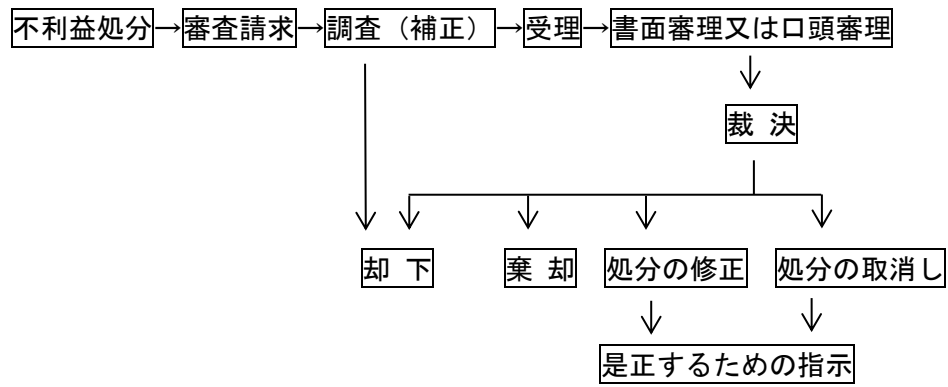 不利益処分→審査請求→調査（補正）→受理→書面審理又は口頭審理
裁 決
却 下 棄 却 処分の修正 処分の取消し
是正するための指示